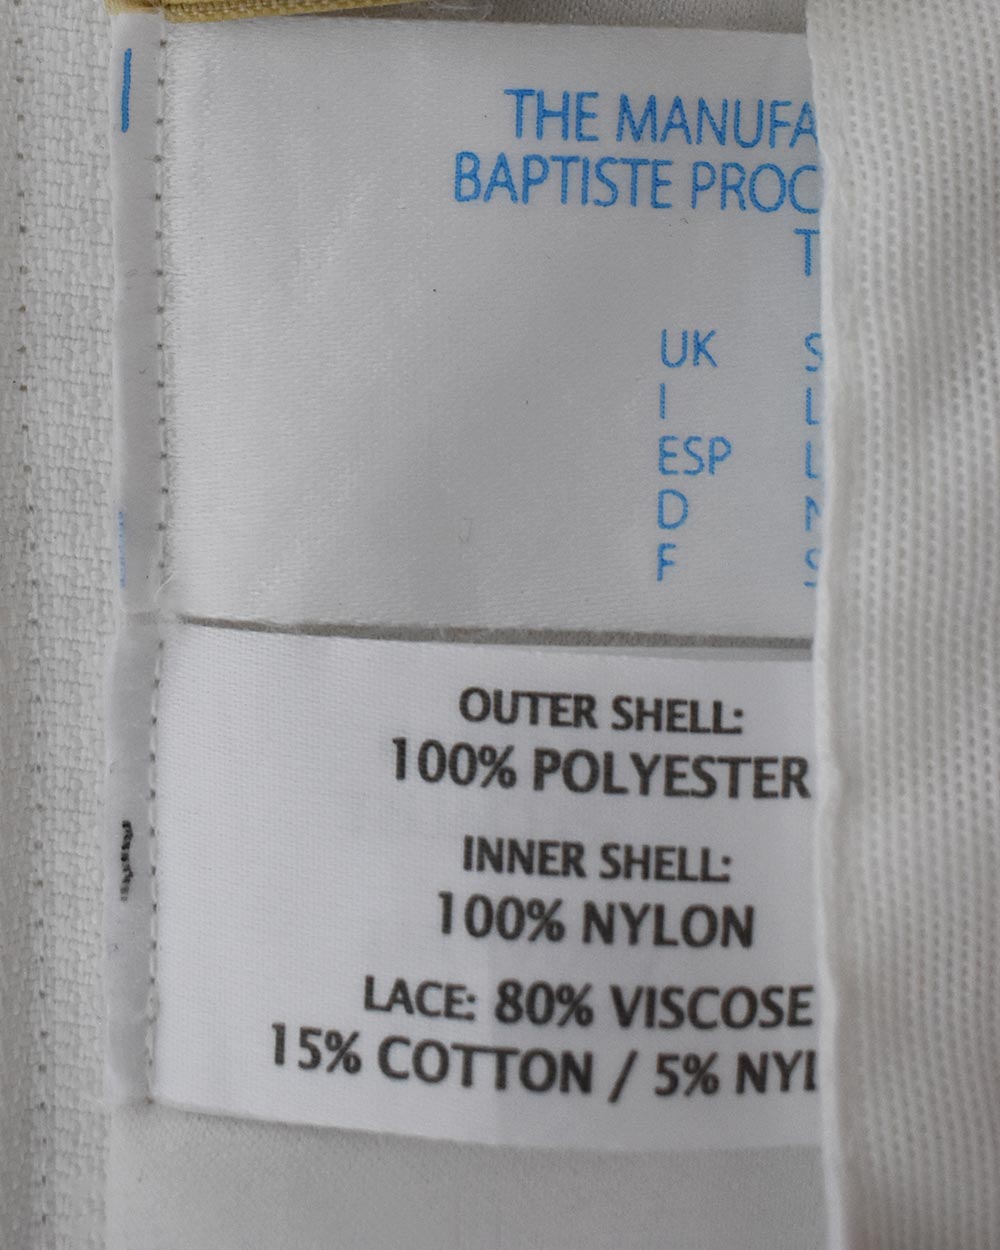 THE MANUFA
BAPTISTE PROC
T
UK S
I L
ESP L
D
F
OUTER SHELL:
100% POLYESTER
INNER SHELL:
100% NYLON
LACE: 80% VISCOSE
15% COTTON / 5% NYL